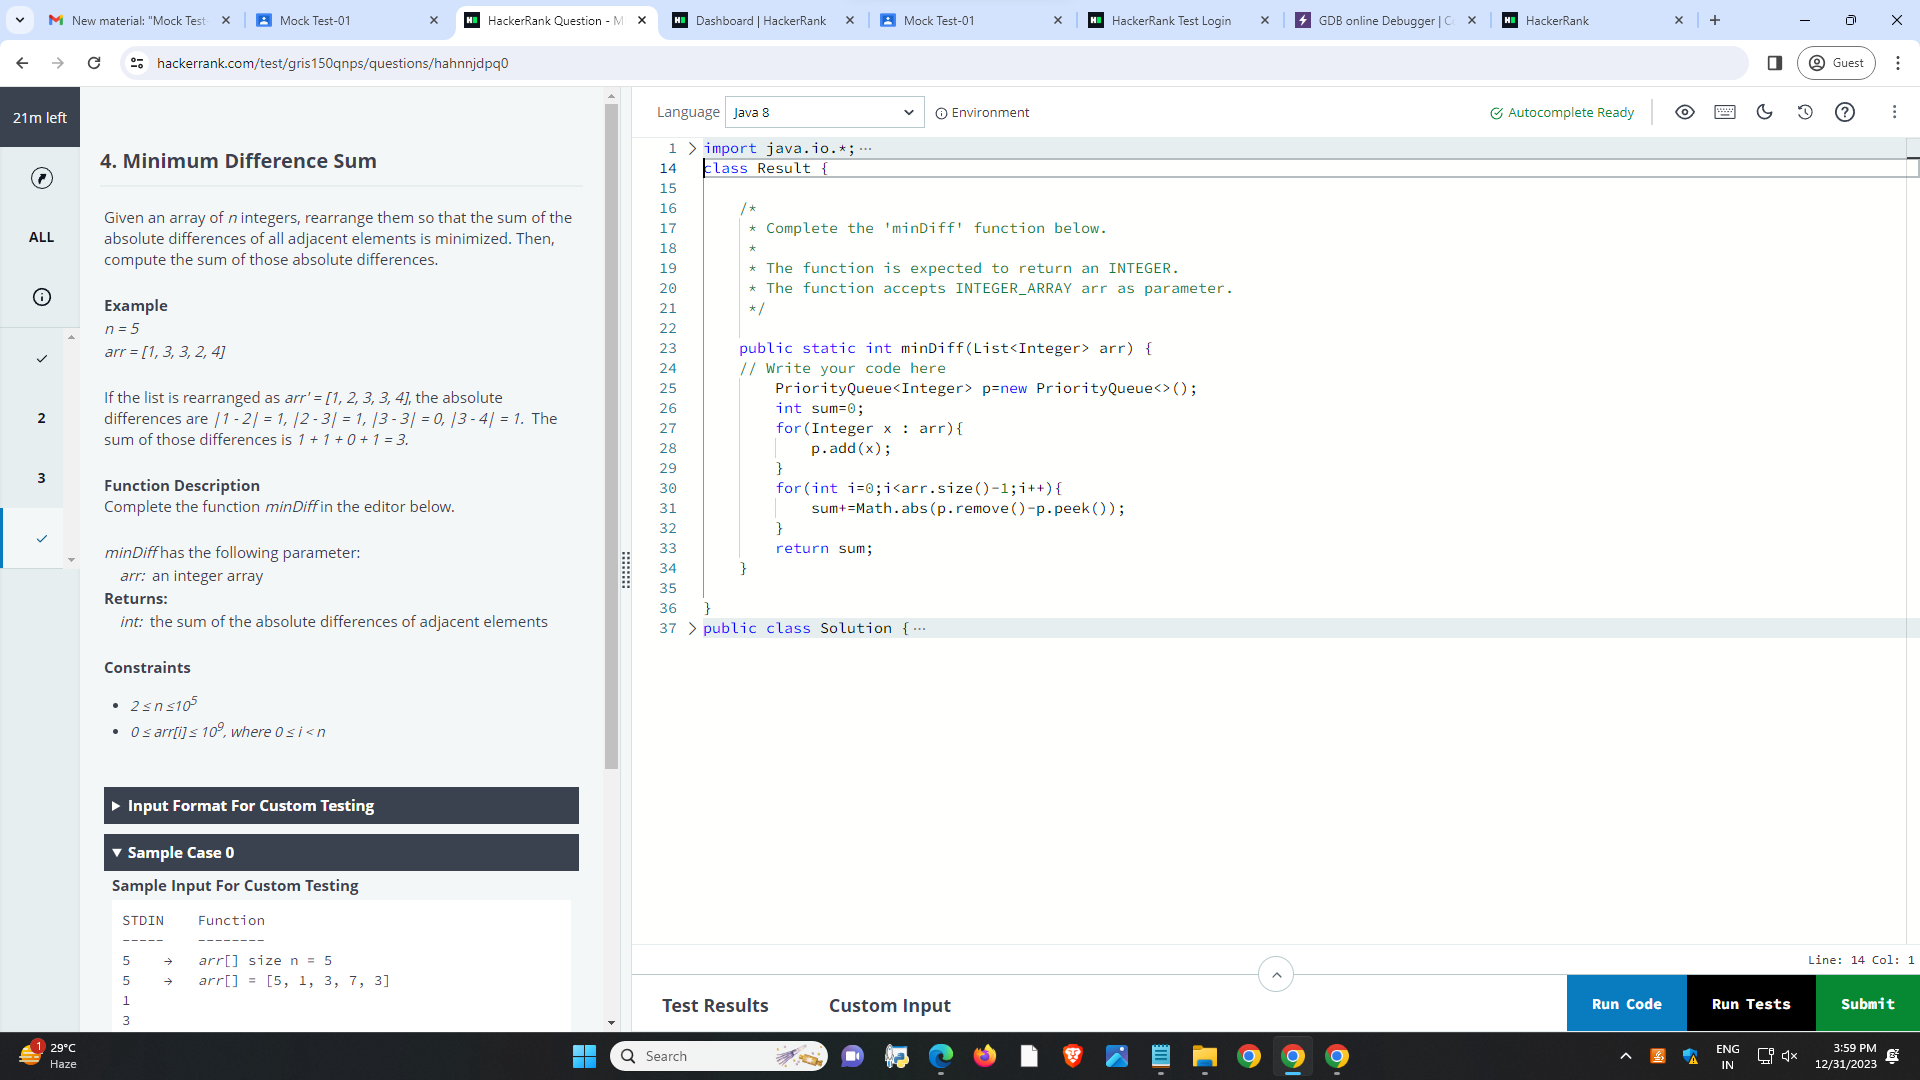 New material: "Mock Test
Mock Test-01
HackerRank Question - M
Dashboard | HackerRank
Mock Test-01
HackerRank Test Login
GDB online Debugger | C
HackerRank
hackerrank.com/test/gris150qnps/questions/hahnnjdpq0
Guest
21m left
ALL
2
3
4. Minimum Difference Sum
Given an array of n integers, rearrange them so that the sum of the
absolute differences of all adjacent elements is minimized. Then,
compute the sum of those absolute differences.
Example
n = 5
arr = [1, 3, 3, 2, 4]
If the list is rearranged as arr' = [1, 2, 3, 3, 4], the absolute
differences are |1 - 2| = 1, |2 - 3| = 1, |3 - 3| = 0, |3 - 4| = 1. The
sum of those differences is 1 + 1 + 0 + 1 = 3.
Function Description
Complete the function minDiff in the editor below.
minDiff has the following parameter:
arr: an integer array
Returns:
int: the sum of the absolute differences of adjacent elements
Constraints
• 2 ≤ n ≤10^5
• 0 ≤ arr[i] ≤ 10^9, where 0 ≤ i < n
Input Format For Custom Testing
Sample Case 0
Sample Input For Custom Testing
STDIN Function
----- --------
5 → arr[] size n = 5
5 → arr[] = [5, 1, 3, 7, 3]
1
3
Language Java 8 Environment
Autocomplete Ready
1 import java.io.*; ···
14 class Result {
15
16 /*
17 * Complete the 'minDiff' function below.
18 *
19 * The function is expected to return an INTEGER.
20 * The function accepts INTEGER_ARRAY arr as parameter.
21 */
22
23 public static int minDiff(List<Integer> arr) {
24 // Write your code here
25 PriorityQueue<Integer> p=new PriorityQueue<>();
26 int sum=0;
27 for(Integer x : arr){
28 p.add(x);
29 }
30 for(int i=0;i<arr.size()-1;i++){
31 sum+=Math.abs(p.remove()-p.peek());
32 }
33 return sum;
34 }
35
36 }
37 public class Solution { ···
Line: 14 Col: 1
Test Results
Custom Input
Run Code
Run Tests
Submit
1
29°C
Haze
Search
ENG
IN
3:59 PM
12/31/2023